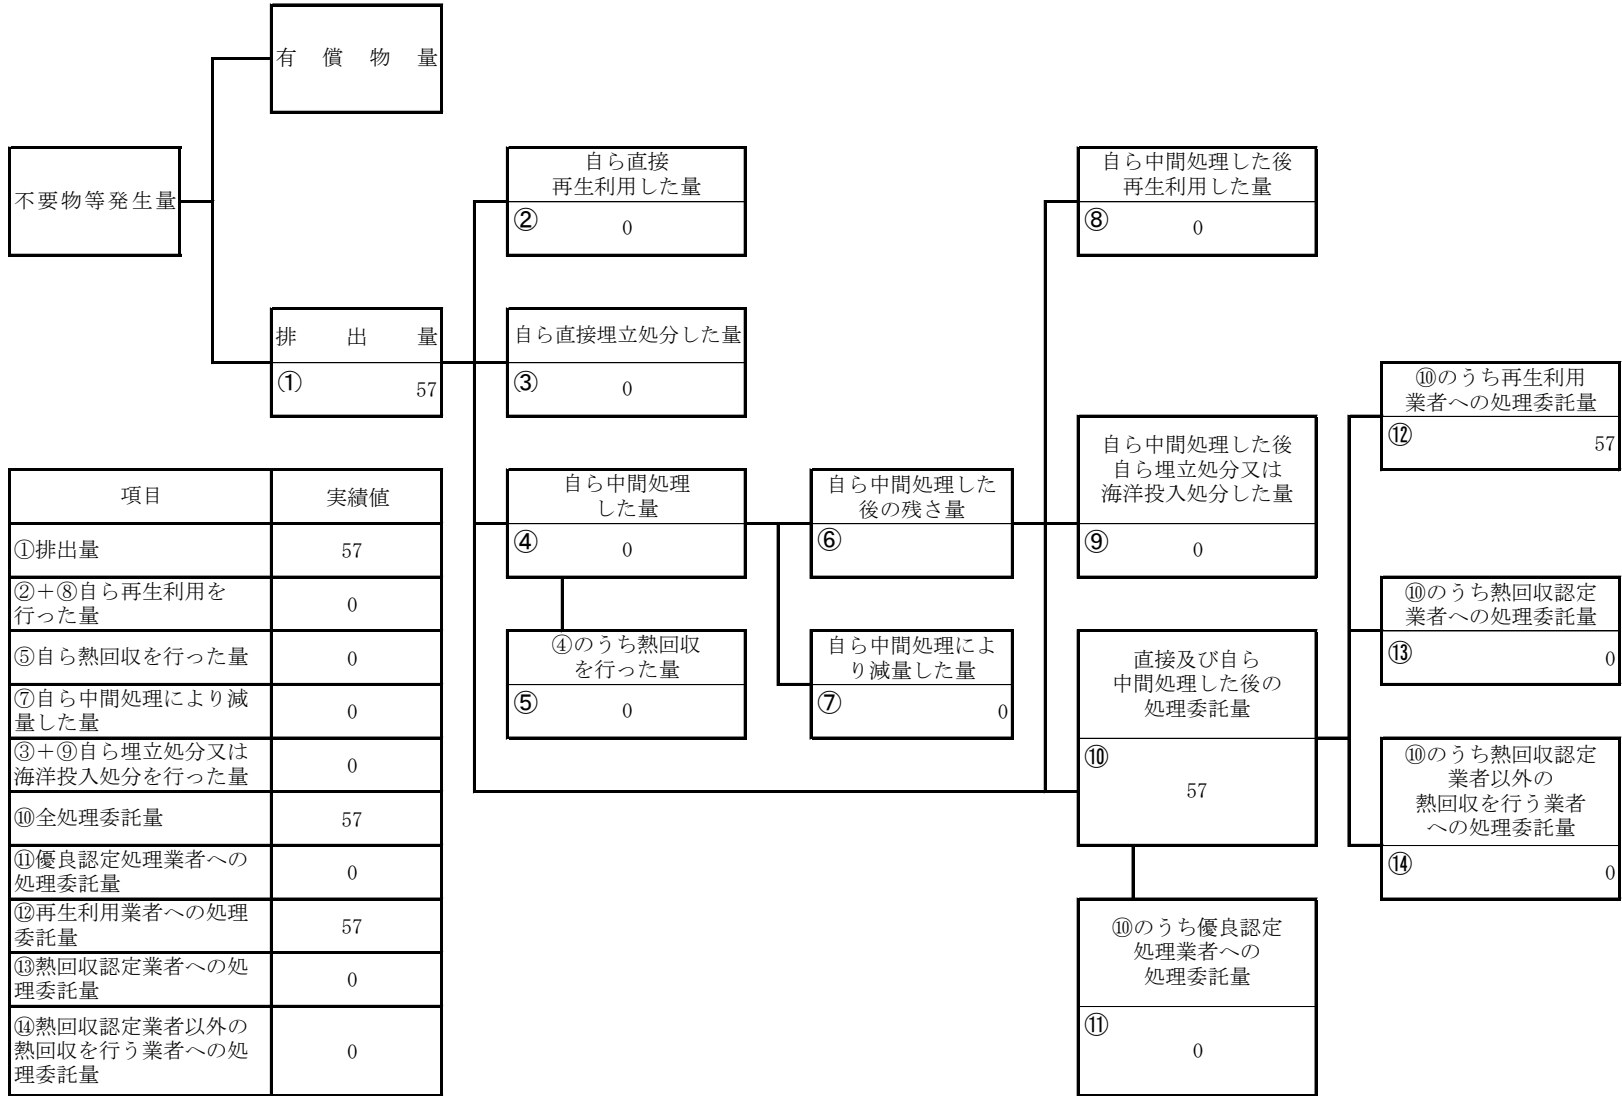 有償物量
不要物等発生量
排出量
① 57
自ら直接
再生利用した量
② 0
自ら直接埋立処分した量
③ 0
自ら中間処理
した量
④ 0
④のうち熱回収
を行った量
⑤ 0
自ら中間処理した
後の残さ量
⑥
自ら中間処理によ
り減量した量
⑦ 0
自ら中間処理した後
再生利用した量
⑧ 0
自ら中間処理した後
自ら埋立処分又は
海洋投入処分した量
⑨ 0
直接及び自ら
中間処理した後の
処理委託量
⑩
57
⑩のうち優良認定
処理業者への
処理委託量
⑪
0
⑩のうち再生利用
業者への処理委託量
⑫ 57
⑩のうち熱回収認定
業者への処理委託量
⑬ 0
⑩のうち熱回収認定
業者以外の
熱回収を行う業者
への処理委託量
⑭ 0
項目 実績値
①排出量 57
②＋⑧自ら再生利用を
行った量 0
⑤自ら熱回収を行った量 0
⑦自ら中間処理により減
量した量 0
③＋⑨自ら埋立処分又は
海洋投入処分を行った量 0
⑩全処理委託量 57
⑪優良認定処理業者への
処理委託量 0
⑫再生利用業者への処理
委託量 57
⑬熱回収認定業者への処
理委託量 0
⑭熱回収認定業者以外の
熱回収を行う業者への処
理委託量 0